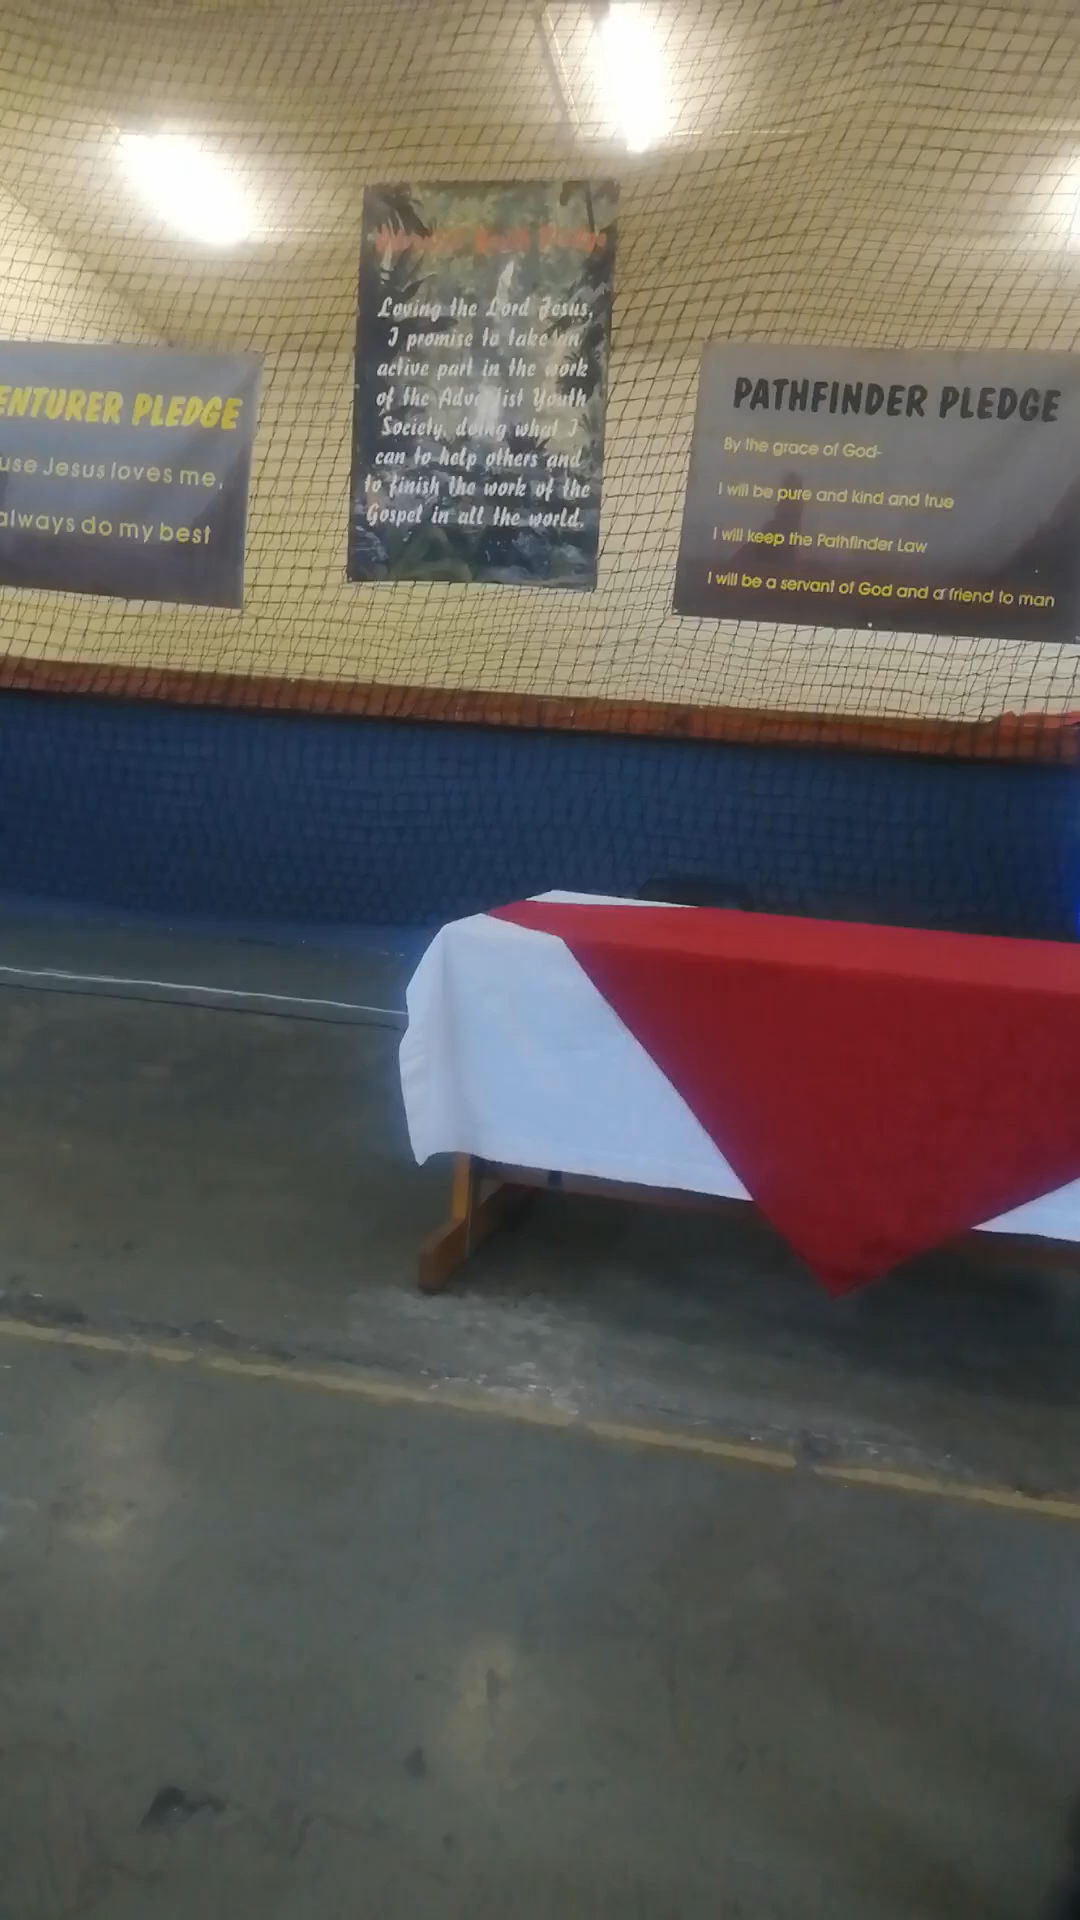 ENTURER PLEDGE
use Jesus loves me,
always do my best
Loving the Lord Jesus,
I promise to take an
active part in the work
of the Adventist Youth
Society, doing what I
can to help others and
to finish the work of the
Gospel in all the world.
PATHFINDER PLEDGE
By the grace of God-
I will be pure and kind and true
I will keep the Pathfinder Law
I will be a servant of God and a friend to man